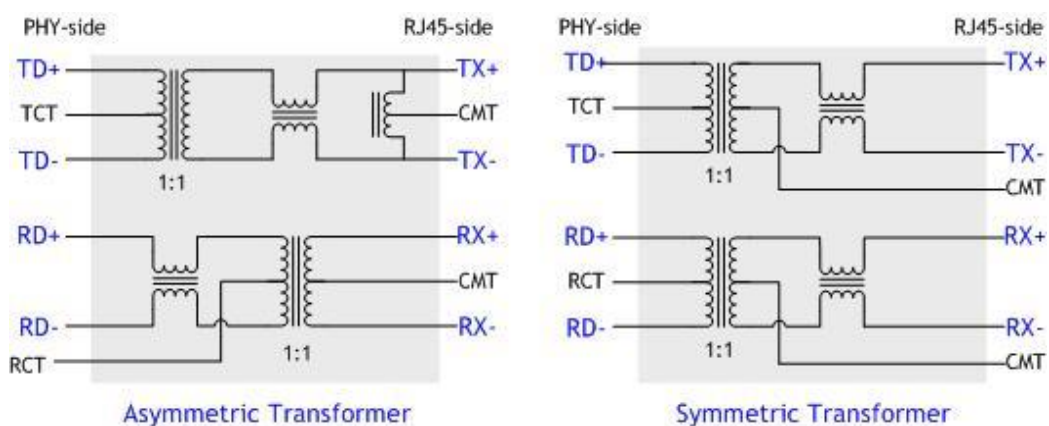 PHY-side RJ45-side
TD+ TX+
TCT CMT
TD- TX-
1:1
RD+ RX+
CMT
RD- RX-
RCT 1:1
Asymmetric Transformer
PHY-side RJ45-side
TD+ TX+
TCT
TD- TX-
1:1 CMT
RD+ RX+
RCT
RD- RX-
1:1 CMT
Symmetric Transformer